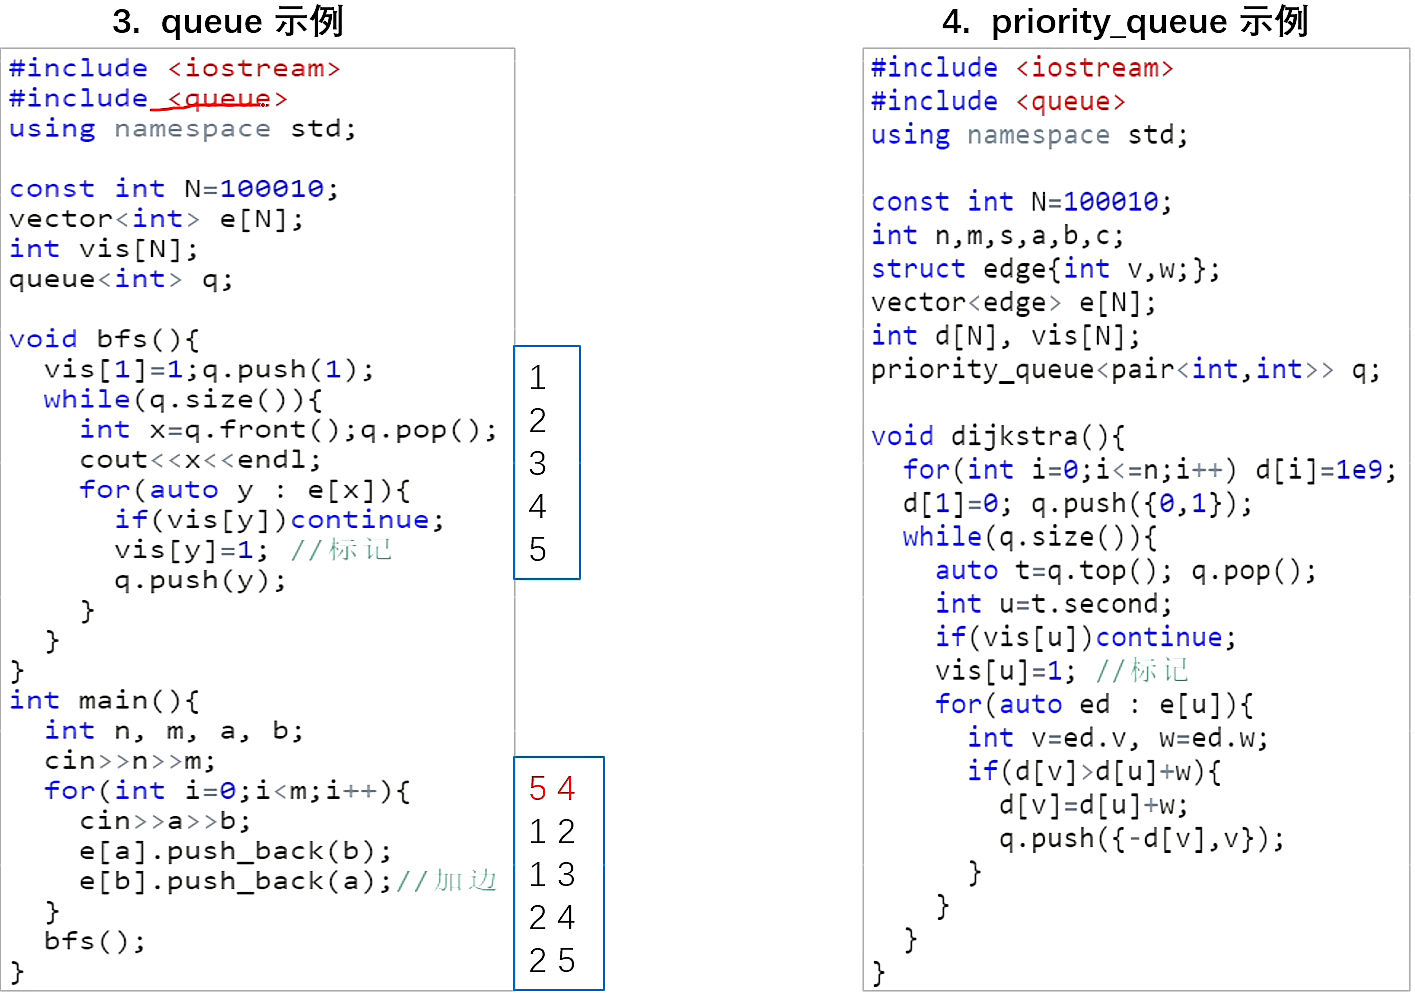 3. queue 示例
#include <iostream>
#include <queue>
using namespace std;

const int N=100010;
vector<int> e[N];
int vis[N];
queue<int> q;

void bfs(){
  vis[1]=1;q.push(1);
  while(q.size()){
    int x=q.front();q.pop();
    cout<<x<<endl;
    for(auto y : e[x]){
      if(vis[y])continue;
      vis[y]=1; //标记
      q.push(y);
    }
  }
}
int main(){
  int n, m, a, b;
  cin>>n>>m;
  for(int i=0;i<m;i++){
    cin>>a>>b;
    e[a].push_back(b);
    e[b].push_back(a);//加边
  }
  bfs();
}
1
2
3
4
5
5 4
1 2
1 3
2 4
2 5
4. priority_queue 示例
#include <iostream>
#include <queue>
using namespace std;

const int N=100010;
int n,m,s,a,b,c;
struct edge{int v,w;};
vector<edge> e[N];
int d[N], vis[N];
priority_queue<pair<int,int>> q;

void dijkstra(){
  for(int i=0;i<=n;i++) d[i]=1e9;
  d[1]=0; q.push({0,1});
  while(q.size()){
    auto t=q.top(); q.pop();
    int u=t.second;
    if(vis[u])continue;
    vis[u]=1; //标记
    for(auto ed : e[u]){
      int v=ed.v, w=ed.w;
      if(d[v]>d[u]+w){
        d[v]=d[u]+w;
        q.push({-d[v],v});
      }
    }
  }
}